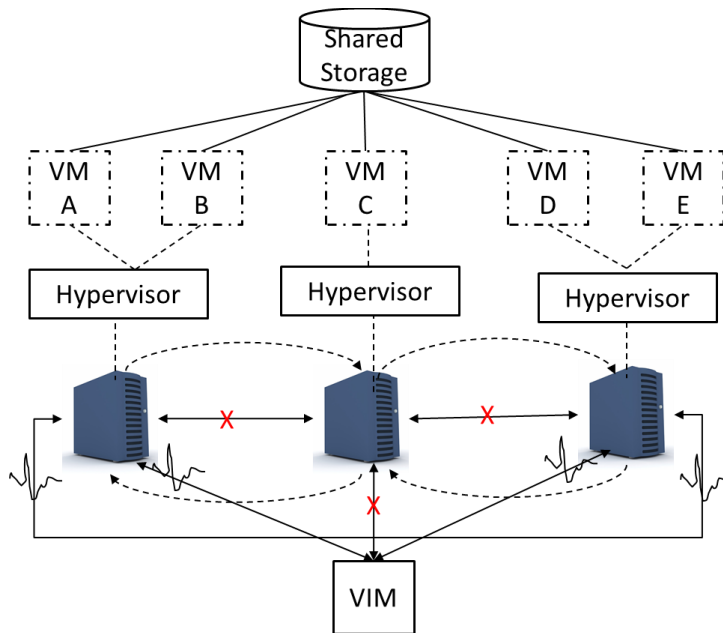 Shared
Storage
VM
A
VM
B
VM
C
VM
D
VM
E
Hypervisor
Hypervisor
Hypervisor
X
X
X
VIM